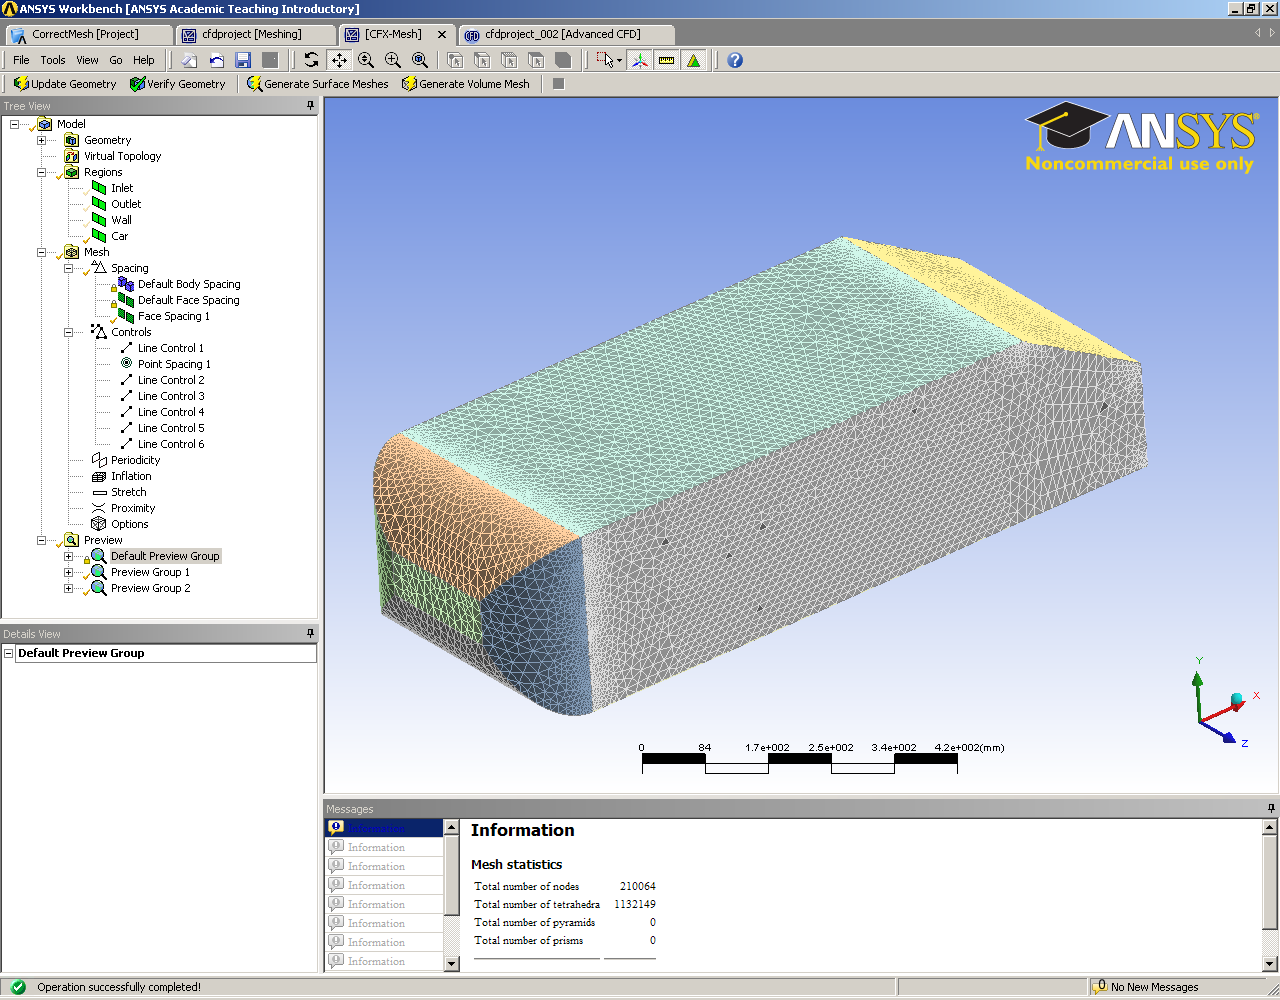 ANSYS Workbench [ANSYS Academic Teaching Introductory]
CorrectMesh [Project]
cfdproject [Meshing]
[CFX-Mesh]
cfdproject_002 [Advanced CFD]
File Tools View Go Help
Update Geometry Verify Geometry Generate Surface Meshes Generate Volume Mesh
Tree View
Model
Geometry
Virtual Topology
Regions
Inlet
Outlet
Wall
Car
Mesh
Spacing
Default Body Spacing
Default Face Spacing
Face Spacing 1
Controls
Line Control 1
Point Spacing 1
Line Control 2
Line Control 3
Line Control 4
Line Control 5
Line Control 6
Periodicity
Inflation
Stretch
Proximity
Options
Preview
Default Preview Group
Preview Group 1
Preview Group 2
Details View
Default Preview Group
ANSYS
Noncommercial use only
Y
X
Z
0 84 1.7e+002 2.5e+002 3.4e+002 4.2e+002(mm)
Messages
Information
Information
Information
Information
Information
Information
Information
Information
Information
Mesh statistics
Total number of nodes 210064
Total number of tetrahedra 1132149
Total number of pyramids 0
Total number of prisms 0
Operation successfully completed!
No New Messages